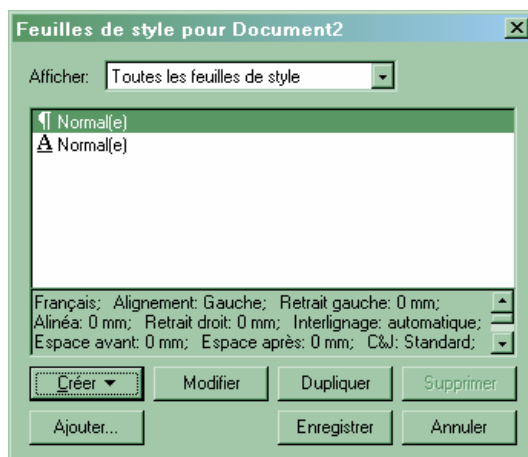 Feuilles de style pour Document2
Afficher: Toutes les feuilles de style
¶ Normal(e)
A Normal(e)
Français; Alignement: Gauche; Retrait gauche: 0 mm;
Alinéa: 0 mm; Retrait droit: 0 mm; Interlignage: automatique;
Espace avant: 0 mm; Espace après: 0 mm; C&J: Standard;
Créer Modifier Dupliquer Supprimer
Ajouter... Enregistrer Annuler